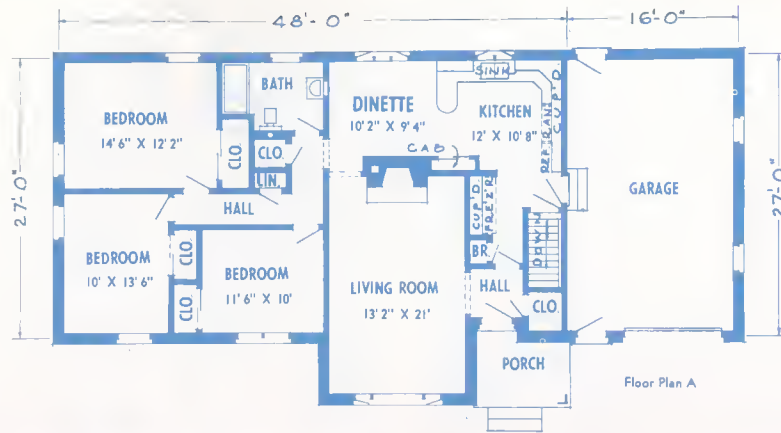 48'-0"
16'-0"
27'-0"
BEDROOM
14'6" X 12'2"
CLO.
BATH
CLO.
LIN.
DINETTE
10'2" X 9'4"
CAB
SINK
KITCHEN
12' X 10'8"
CUP'D.
GARAGE
27'-0"
HALL
BEDROOM
10' X 13'6"
CLO.
CLO.
BEDROOM
11'6" X 10'
LIVING ROOM
13'2" X 21'
CUP'D.
FRE'Z'R.
BR.
DOWN
HALL
CLO.
PORCH
Floor Plan A